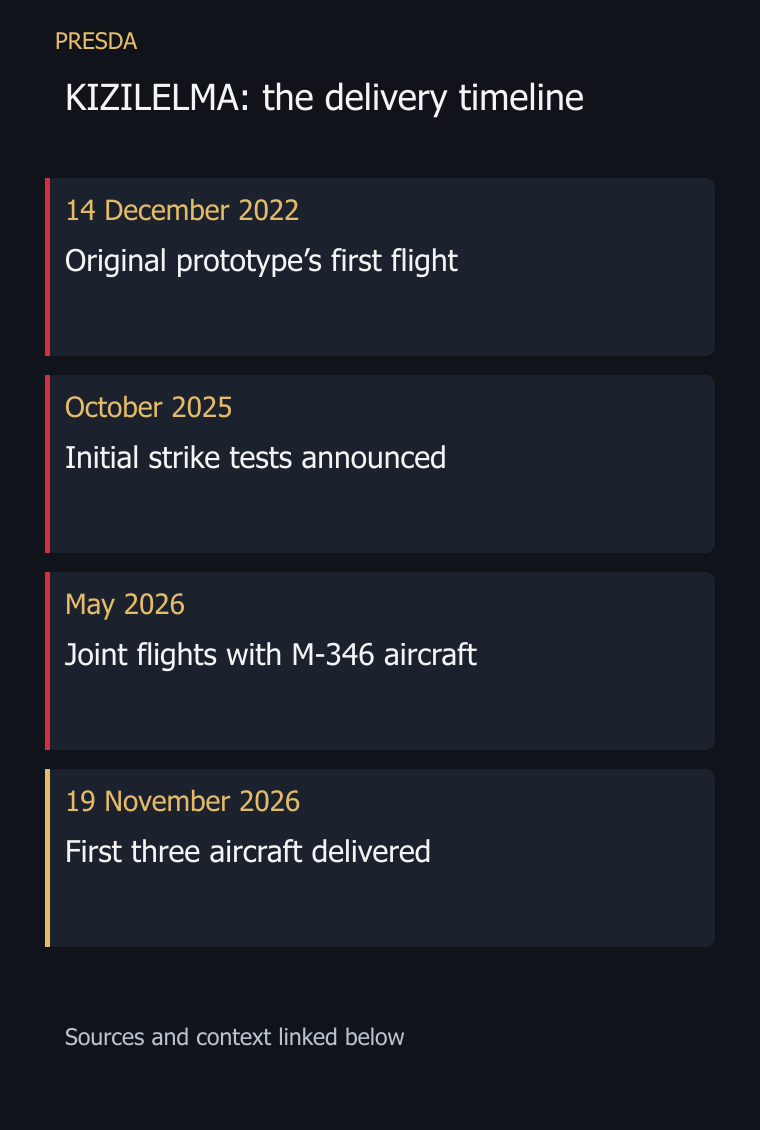 PRESDA
KIZILELMA: the delivery timeline
14 December 2022
Original prototype’s first flight
October 2025
Initial strike tests announced
May 2026
Joint flights with M-346 aircraft
19 November 2026
First three aircraft delivered
Sources and context linked below